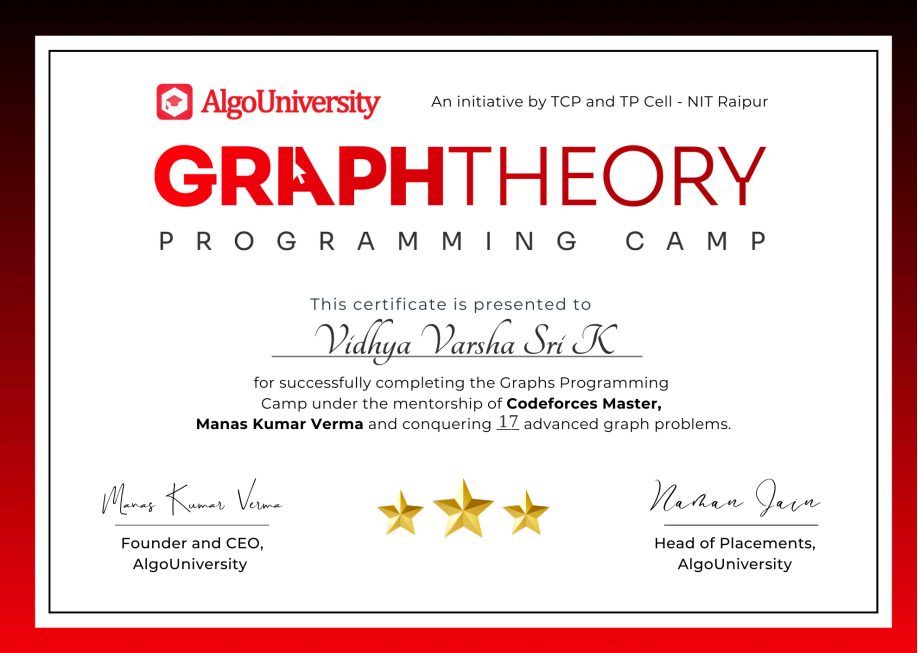 AlgoUniversity
An initiative by TCP and TP Cell - NIT Raipur
GRAPHTHEORY
PROGRAMMING CAMP
This certificate is presented to
Vidhya Varsha Sri K
for successfully completing the Graphs Programming
Camp under the mentorship of Codeforces Master,
Manas Kumar Verma and conquering 17 advanced graph problems.
Manas Kumar Verma
Founder and CEO,
AlgoUniversity
Naman Jain
Head of Placements,
AlgoUniversity